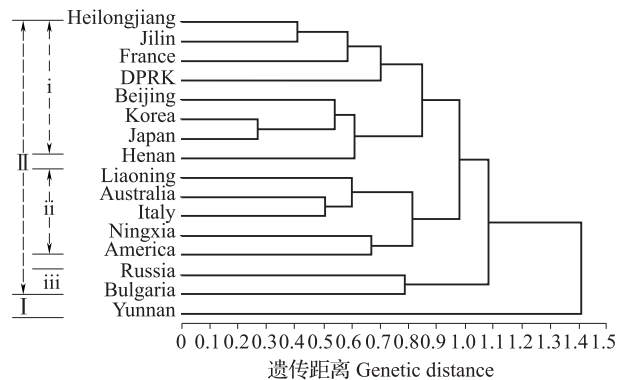 Heilongjiang
Jilin
France
DPRK
Beijing
Korea
Japan
Henan
Liaoning
Australia
Italy
Ningxia
America
Russia
Bulgaria
Yunnan
i
Ⅱ
ii
iii
Ⅰ
0 0.1 0.2 0.3 0.4 0.5 0.6 0.7 0.8 0.9 1.0 1.1 1.2 1.3 1.4 1.5
遗传距离 Genetic distance